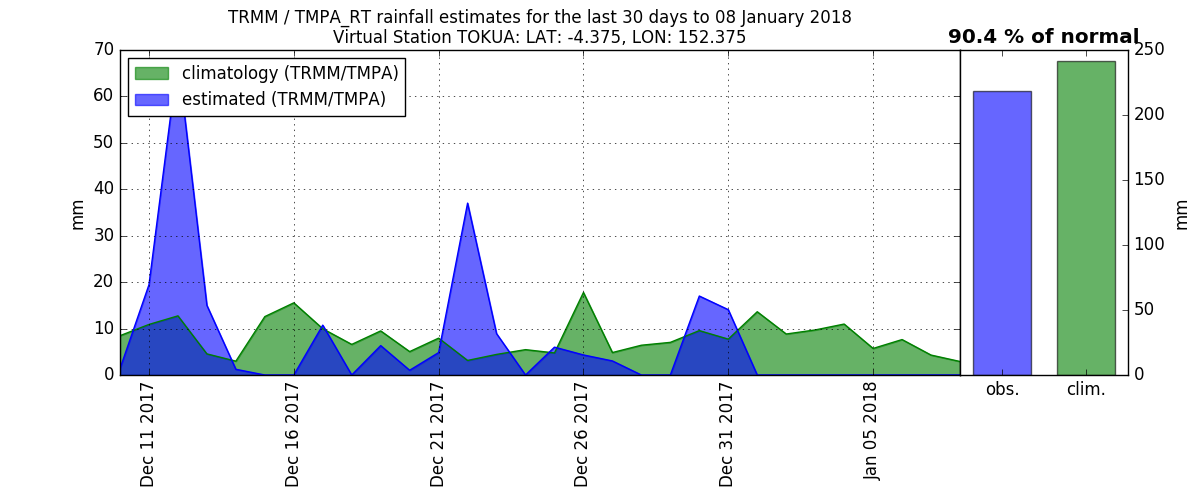 TRMM / TMPA_RT rainfall estimates for the last 30 days to 08 January 2018
Virtual Station TOKUA: LAT: -4.375, LON: 152.375
90.4 % of normal
climatology (TRMM/TMPA)
estimated (TRMM/TMPA)
70
60
50
40
30
20
10
0
mm
Dec 11 2017
Dec 16 2017
Dec 21 2017
Dec 26 2017
Dec 31 2017
Jan 05 2018
250
200
150
100
50
0
mm
obs.
clim.